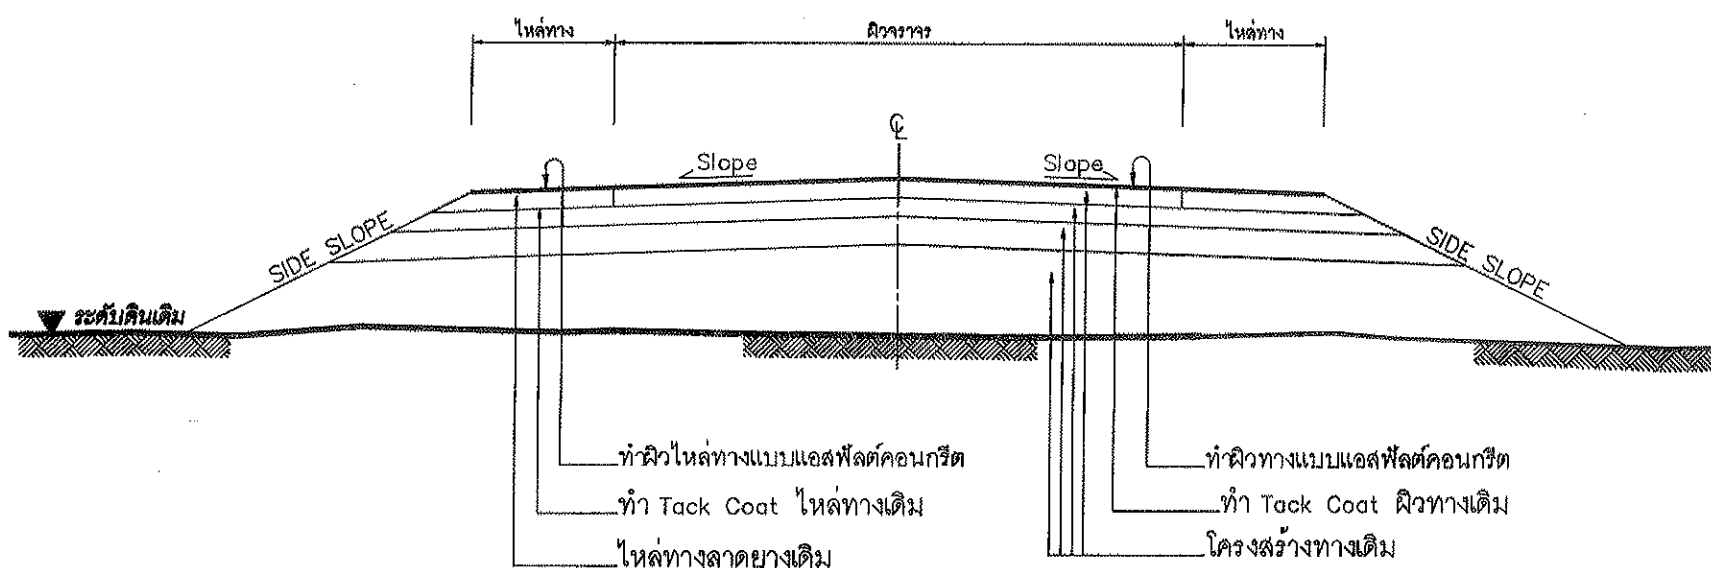 ไหล่ทาง ผิวจราจร ไหล่ทาง
℄
Slope Slope
SIDE SLOPE SIDE SLOPE
ระดับดินเดิม
ทำผิวไหล่ทางแบบแอสฟัลต์คอนกรีต ทำผิวทางแบบแอสฟัลต์คอนกรีต
ทำ Tack Coat ไหล่ทางเดิม ทำ Tack Coat ผิวทางเดิม
ไหล่ทางลาดยางเดิม โครงสร้างทางเดิม